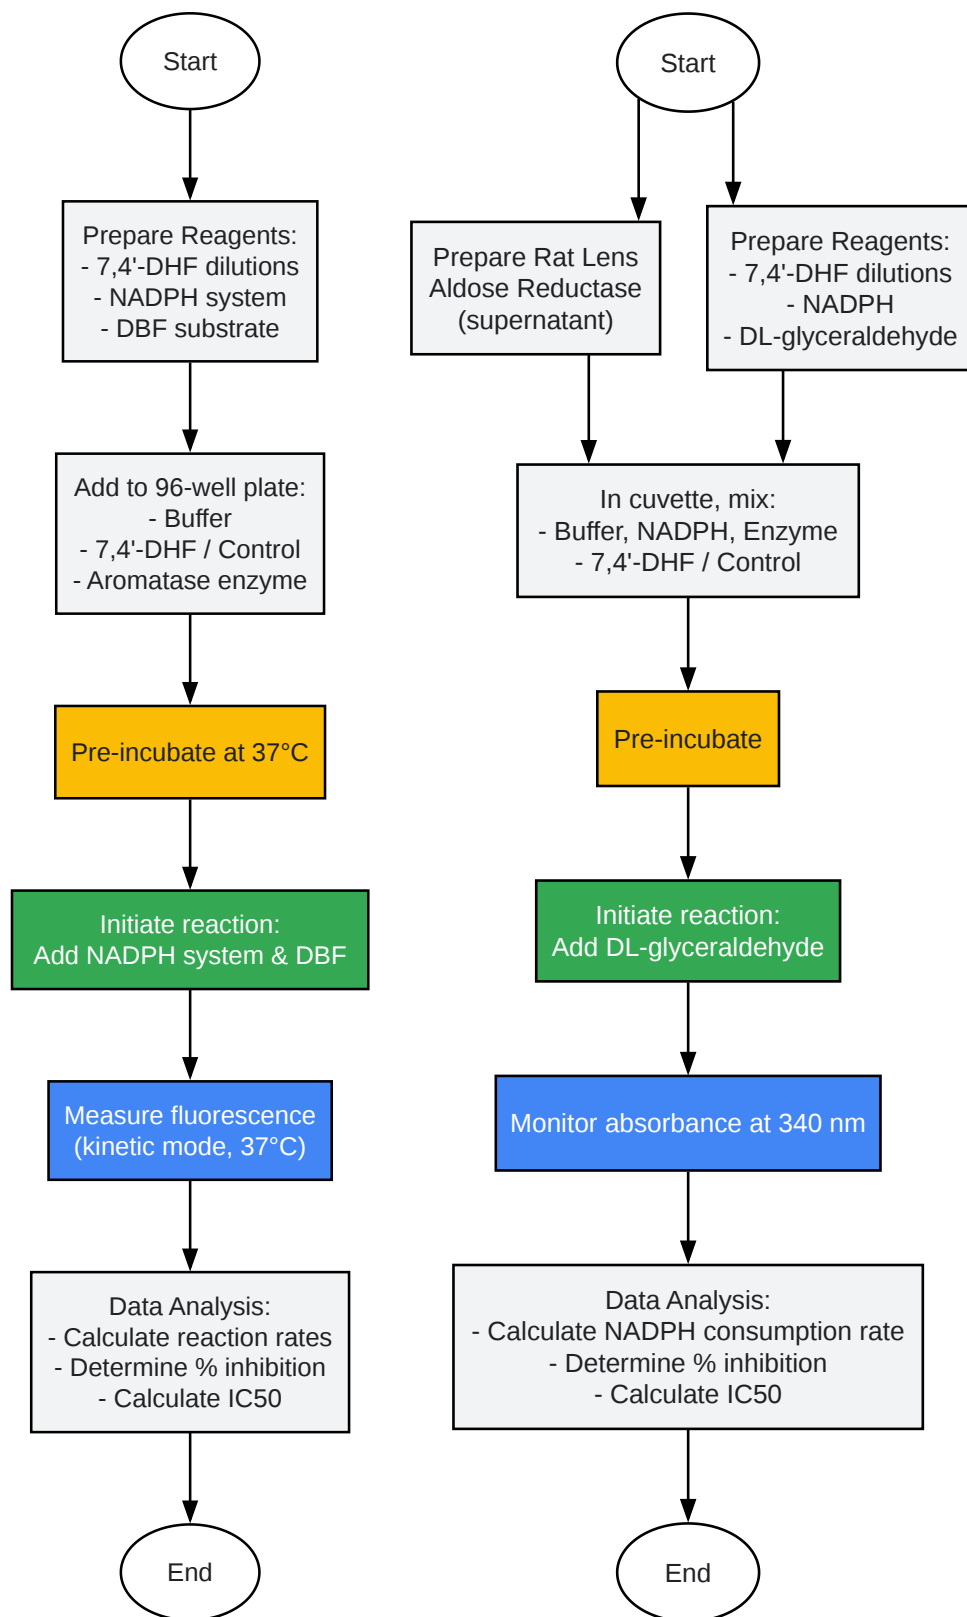 Start
Prepare Reagents:
- 7,4'-DHF dilutions
- NADPH system
- DBF substrate
Add to 96-well plate:
- Buffer
- 7,4'-DHF / Control
- Aromatase enzyme
Pre-incubate at 37°C
Initiate reaction:
Add NADPH system & DBF
Measure fluorescence
(kinetic mode, 37°C)
Data Analysis:
- Calculate reaction rates
- Determine % inhibition
- Calculate IC50
End
Start
Prepare Rat Lens
Aldose Reductase
(supernatant)
Prepare Reagents:
- 7,4'-DHF dilutions
- NADPH
- DL-glyceraldehyde
In cuvette, mix:
- Buffer, NADPH, Enzyme
- 7,4'-DHF / Control
Pre-incubate
Initiate reaction:
Add DL-glyceraldehyde
Monitor absorbance at 340 nm
Data Analysis:
- Calculate NADPH consumption rate
- Determine % inhibition
- Calculate IC50
End